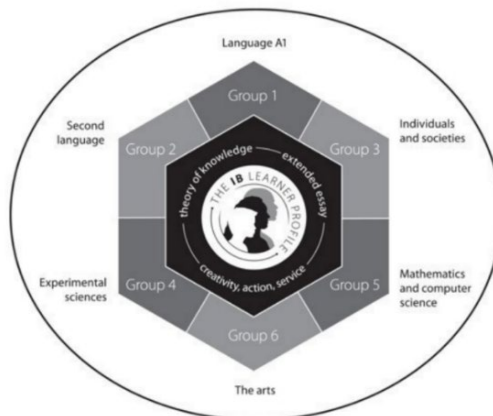 Language A1
Group 1
Second
language
Group 2
Individuals
and societies
Group 3
theory of knowledge
extended essay
THE IB LEARNER PROFILE
creativity, action, service
Experimental
sciences
Group 4
Mathematics
and computer
science
Group 5
Group 6
The arts